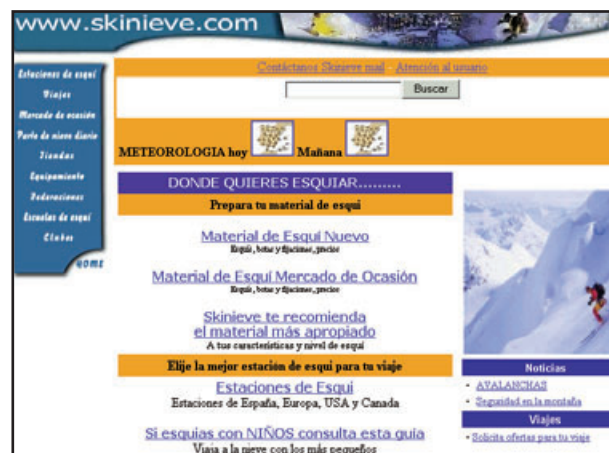 www.skinieve.com
Estaciones de esquí
Viajes
Mercado de ocasión
Parte de nieve diario
Tiendas
Equipamiento
Federaciones
Escuelas de esquí
Clubes
HOME
Contáctanos Skinieve mail - Atención al usuario
Buscar
METEOROLOGIA hoy Mañana
DONDE QUIERES ESQUIAR.........
Prepara tu material de esqui
Material de Esquí Nuevo
Esquís, botas y fijaciones, precios
Material de Esquí Mercado de Ocasión
Esquís, botas y fijaciones, precios
Skinieve te recomienda
el material más apropiado
A tus características y nivel de esquí
Elije la mejor estación de esqui para tu viaje
Estaciones de Esqui
Estaciones de España, Europa, USA y Canada
Si esquias con NIÑOS consulta esta guía
Viaja a la nieve con los más pequeños
Noticias
• AVALANCHAS
• Seguridad en la montaña
Viajes
• Solicita ofertas para tu viaje